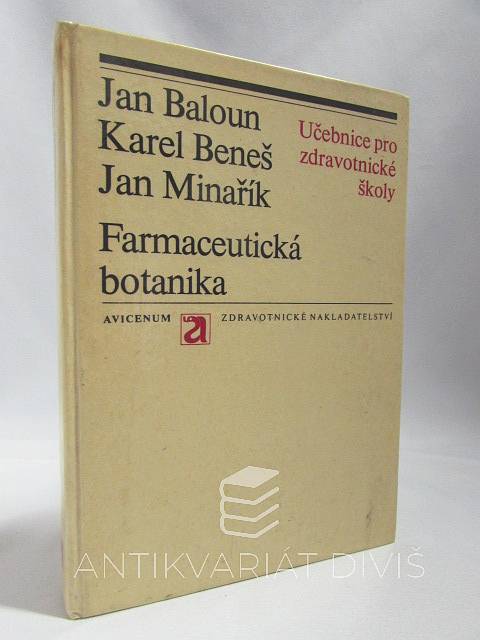 Jan Baloun
Karel Beneš
Jan Minařík
Učebnice pro
zdravotnické
školy
Farmaceutická
botanika
AVICENUM a ZDRAVOTNICKÉ NAKLADATELSTVÍ
ANTIKVARIÁT DIVIŠ